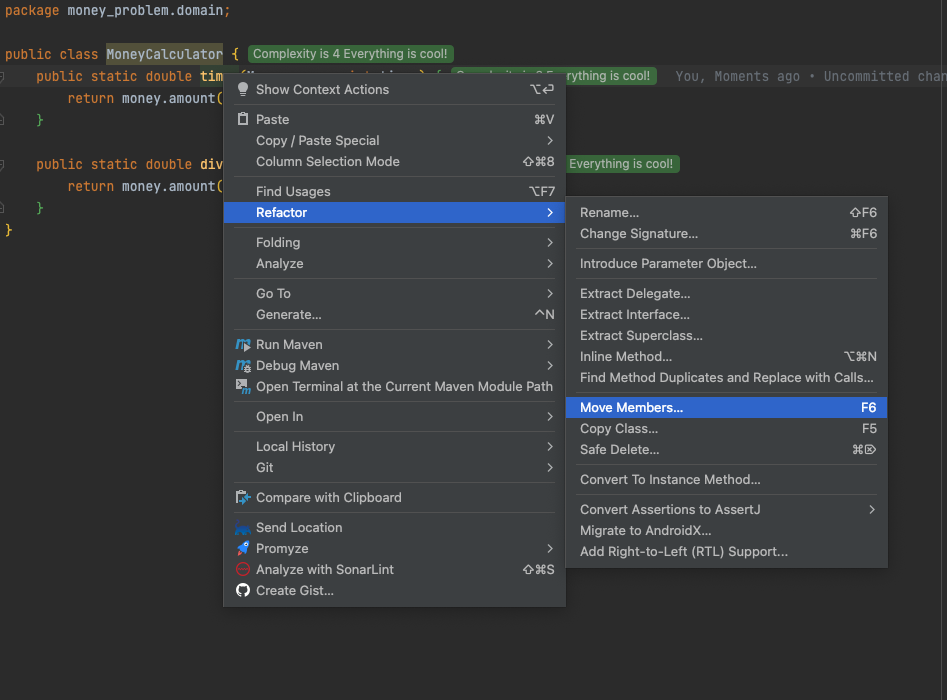 package money_problem.domain;
public class MoneyCalculator { Complexity is 4 Everything is cool!
public static double tim rything is cool! You, Moments ago • Uncommitted chan
return money.amount(
}
public static double div Everything is cool!
return money.amount(
}
}
Show Context Actions ⌥⏎
Paste ⌘V
Copy / Paste Special
Column Selection Mode ⇧⌘8
Find Usages ⌥F7
Refactor
Folding
Analyze
Go To
Generate... ^N
Run Maven
Debug Maven
Open Terminal at the Current Maven Module Path
Open In
Local History
Git
Compare with Clipboard
Send Location
Promyze
Analyze with SonarLint ⇧⌘S
Create Gist...
Rename... ⇧F6
Change Signature... ⌘F6
Introduce Parameter Object...
Extract Delegate...
Extract Interface...
Extract Superclass...
Inline Method... ⌥⌘N
Find Method Duplicates and Replace with Calls...
Move Members... F6
Copy Class... F5
Safe Delete... ⌘⌦
Convert To Instance Method...
Convert Assertions to AssertJ
Migrate to AndroidX...
Add Right-to-Left (RTL) Support...